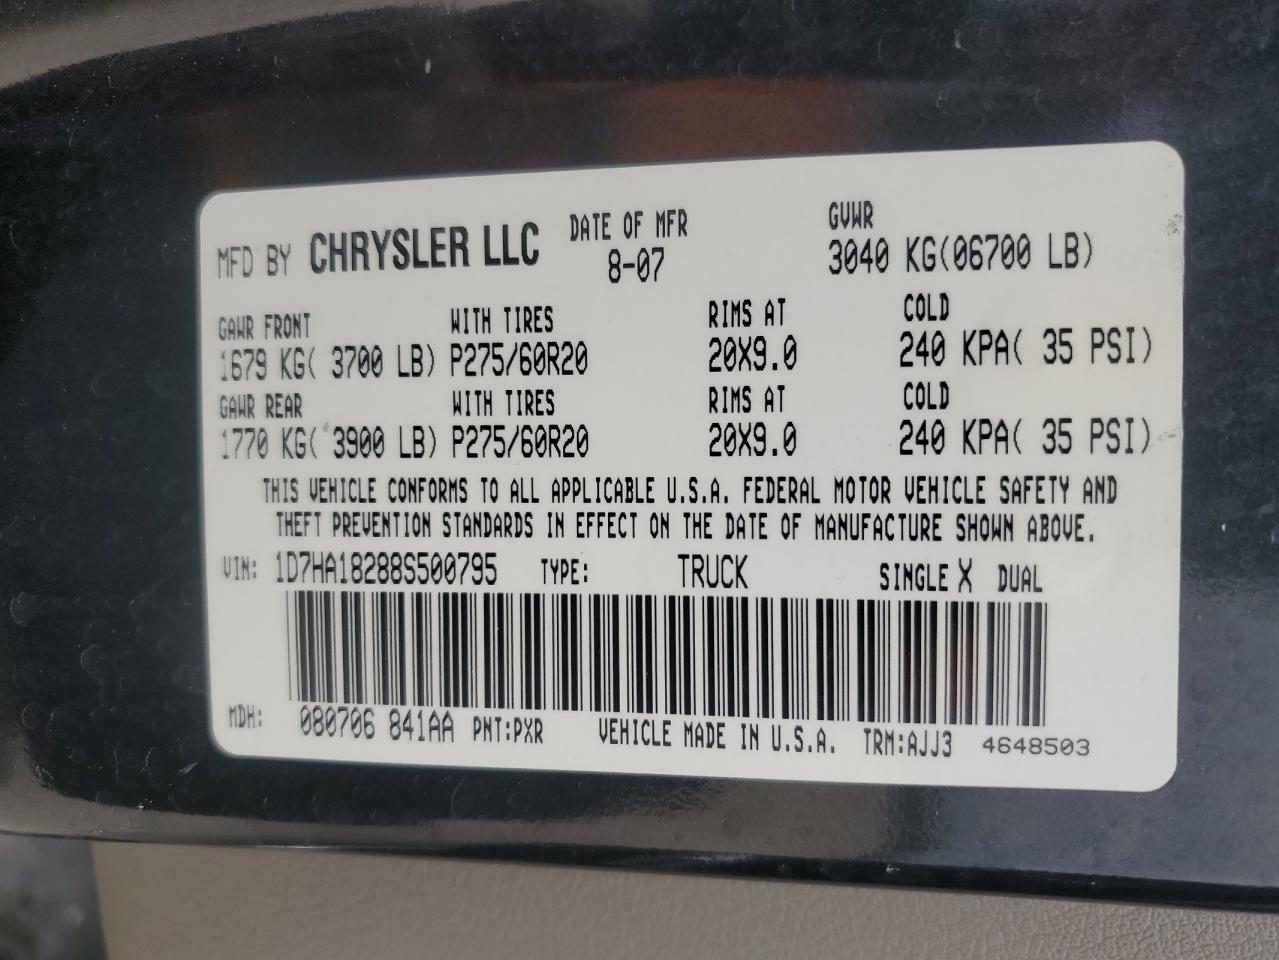 MFD BY CHRYSLER LLC DATE OF MFR 8-07 GVWR 3040 KG(06700 LB)
GAWR FRONT WITH TIRES RIMS AT COLD
1679 KG( 3700 LB) P275/60R20 20X9.0 240 KPA( 35 PSI)
GAWR REAR WITH TIRES RIMS AT COLD
1770 KG( 3900 LB) P275/60R20 20X9.0 240 KPA( 35 PSI)
THIS VEHICLE CONFORMS TO ALL APPLICABLE U.S.A. FEDERAL MOTOR VEHICLE SAFETY AND
THEFT PREVENTION STANDARDS IN EFFECT ON THE DATE OF MANUFACTURE SHOWN ABOVE.
VIN: 1D7HA18288S500795 TYPE: TRUCK SINGLE X DUAL
MDH: 080706 841AA PNT:PXR VEHICLE MADE IN U.S.A. TRM:AJJ3 4648503